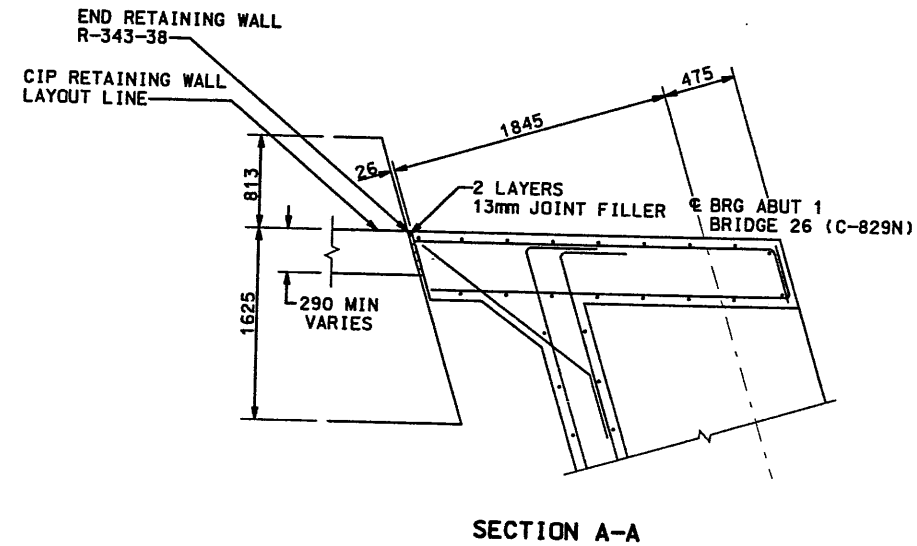 END RETAINING WALL
R-343-38
CIP RETAINING WALL
LAYOUT LINE
475
1845
26
813
2 LAYERS
13mm JOINT FILLER
℄ BRG ABUT 1
BRIDGE 26 (C-829N)
1625
290 MIN
VARIES
SECTION A-A